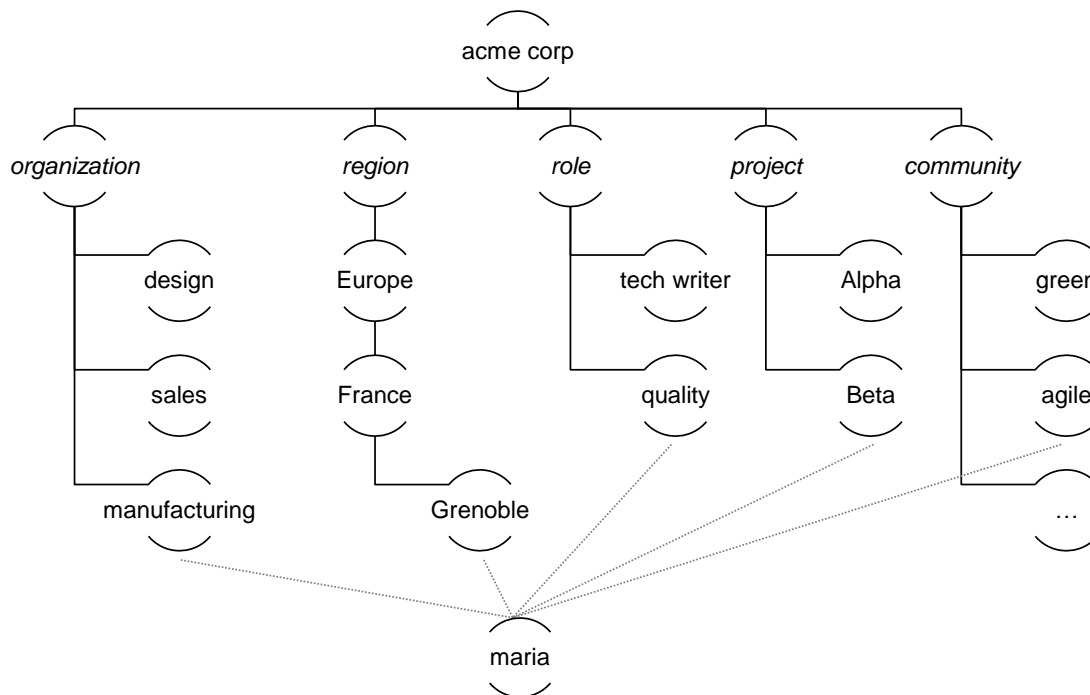 acme corp
organization
region
role
project
community
design
Europe
tech writer
Alpha
green
sales
France
quality
Beta
agile
manufacturing
Grenoble
…
maria